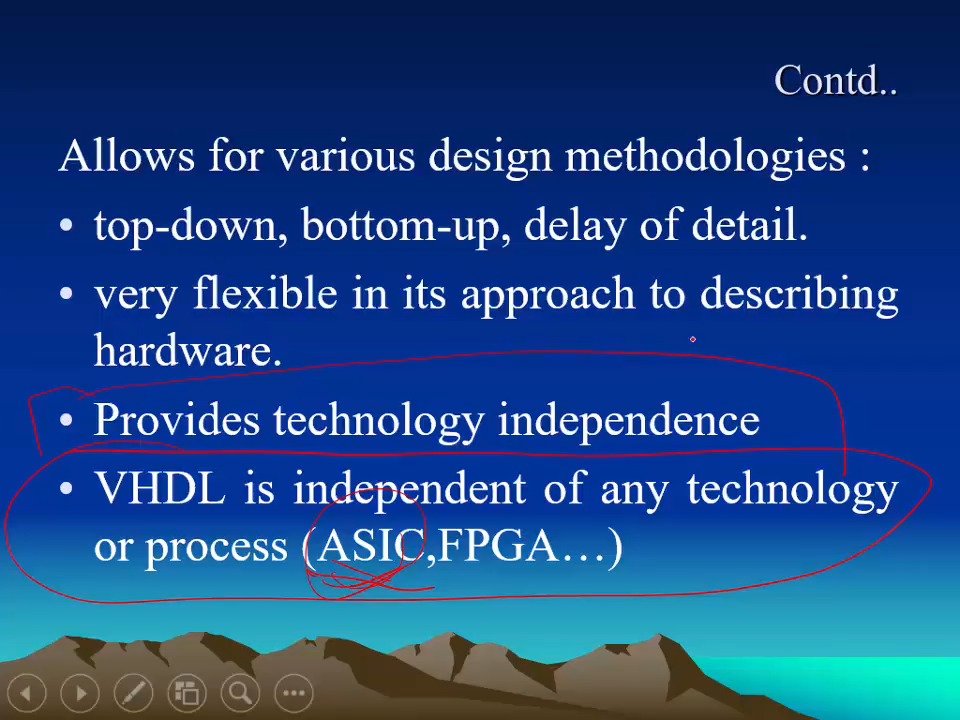 Contd..
Allows for various design methodologies :
• top-down, bottom-up, delay of detail.
• very flexible in its approach to describing
hardware.
• Provides technology independence
• VHDL is independent of any technology
or process (ASIC,FPGA…)